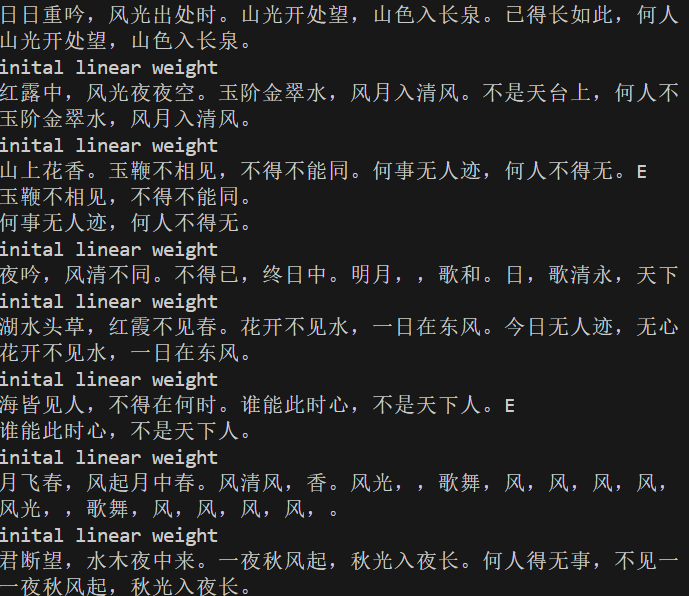 日日重吟，风光出处时。山光开处望，山色入长泉。已得长如此，何人
山光开处望，山色入长泉。
inital linear weight
红露中，风光夜夜空。玉阶金翠水，风月入清风。不是天台上，何人不
玉阶金翠水，风月入清风。
inital linear weight
山上花香。玉鞭不相见，不得不能同。何事无人迹，何人不得无。E
玉鞭不相见，不得不能同。
何事无人迹，何人不得无。
inital linear weight
夜吟，风清不同。不得已，终日中。明月，，歌和。日，歌清永，天下
inital linear weight
湖水头草，红霞不见春。花开不见水，一日在东风。今日无人迹，无心
花开不见水，一日在东风。
inital linear weight
海皆见人，不得在何时。谁能此时心，不是天下人。E
谁能此时心，不是天下人。
inital linear weight
月飞春，风起月中春。风清风，香。风光，，歌舞，风，风，风，风，
风光，，歌舞，风，风，风，风，。
inital linear weight
君断望，水木夜中来。一夜秋风起，秋光入夜长。何人得无事，不见一
一夜秋风起，秋光入夜长。